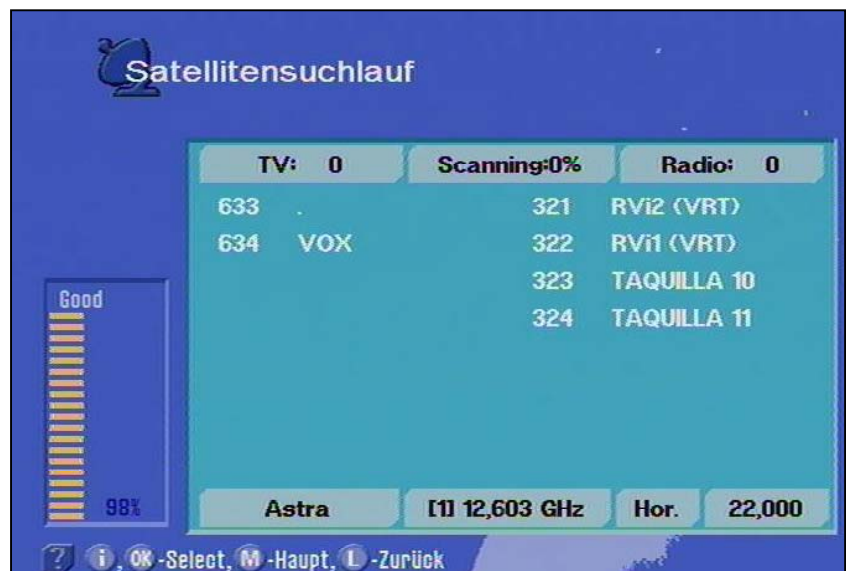 Satellitensuchlauf
TV: 0 Scanning:0% Radio: 0
633 . 321 RVi2 (VRT)
634 VOX 322 RVi1 (VRT)
323 TAQUILLA 10
324 TAQUILLA 11
Good
98%
Astra [1] 12,603 GHz Hor. 22,000
? i, OK -Select, M -Haupt, L -Zurück